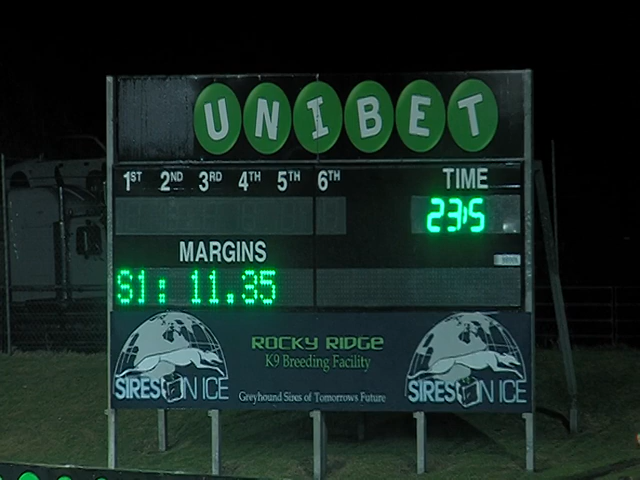 UNIBET
1ST 2ND 3RD 4TH 5TH 6TH TIME
23:5
MARGINS
S1: 11.35
ROCKY RIDGE
K9 Breeding Facility
SIRES ON ICE
SIRES ON ICE
Greyhound Sires of Tomorrows Future